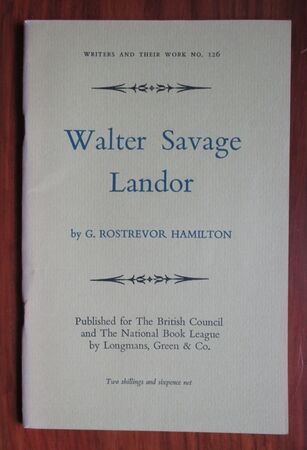 WRITERS AND THEIR WORK NO. 126
Walter Savage
Landor
by G. ROSTREVOR HAMILTON
Published for The British Council
and The National Book League
by Longmans, Green & Co.
Two shillings and sixpence net